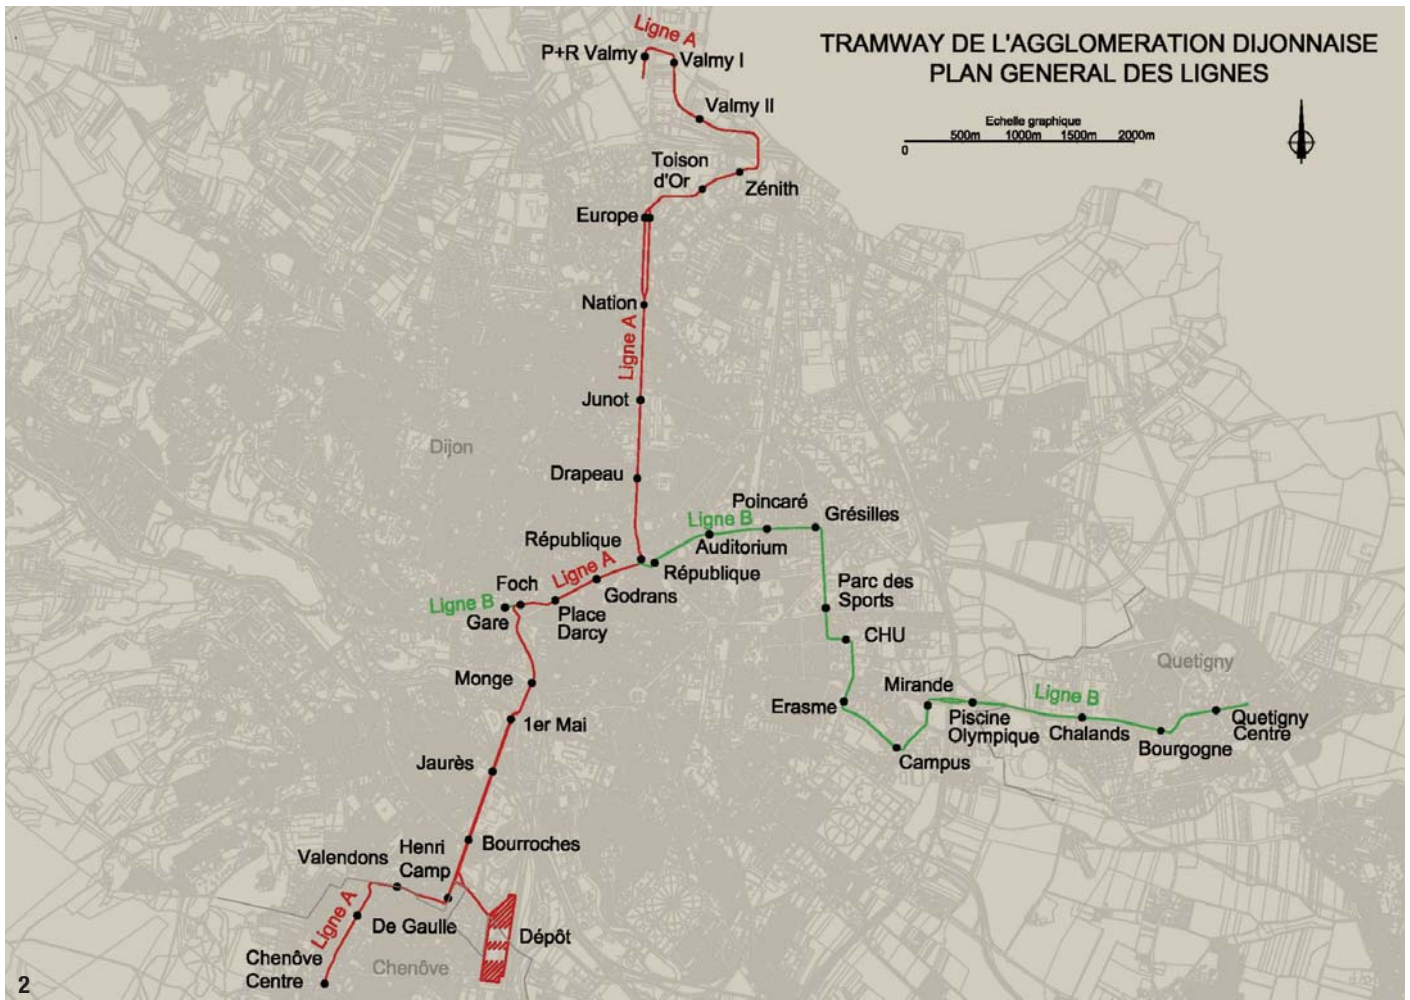 TRAMWAY DE L'AGGLOMERATION DIJONNAISE
PLAN GENERAL DES LIGNES
Echelle graphique
0 500m 1000m 1500m 2000m
Ligne A
P+R Valmy
Valmy I
Valmy II
Toison
d'Or
Zénith
Europe
Nation
Ligne A
Junot
Dijon
Drapeau
Poincaré
Grésilles
Ligne B
Auditorium
République
République
Ligne A
Parc des
Sports
Foch
Godrans
Ligne B
Gare
Place
Darcy
CHU
Quetigny
Monge
Mirande
Ligne B
Erasme
1er Mai
Piscine
Olympique
Chalands
Quetigny
Centre
Bourgogne
Jaurès
Campus
Henri
Camp
Bourroches
Valendons
Ligne A
De Gaulle
Dépôt
Chenôve
Centre
Chenôve
2